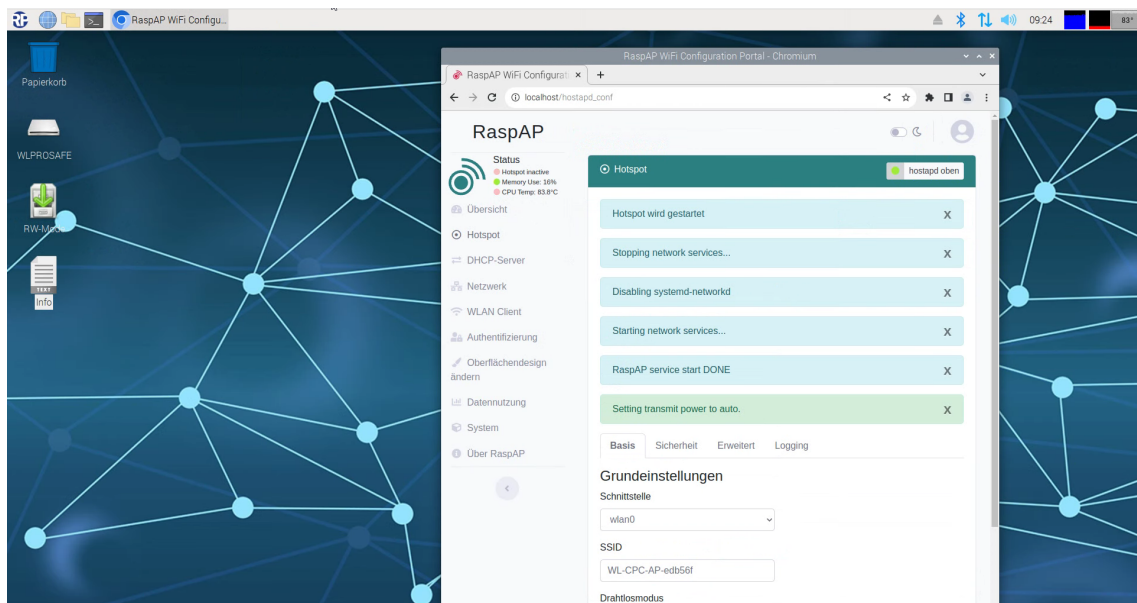 RaspAP WiFi Configu...
09:24
83°
Papierkorb
WLPROSAFE
TEXT
Info
RaspAP WiFi Configuration Portal - Chromium
RaspAP WiFi Configurati
localhost/hostapd_conf
RaspAP
Status
Hotspot inactive
Memory Use: 16%
CPU Temp: 83.8°C
Übersicht
Hotspot
DHCP-Server
Netzwerk
WLAN Client
Authentifizierung
Oberflächendesign
ändern
Datennutzung
System
Über RaspAP
Hotspot
hostapd oben
Hotspot wird gestartet X
Stopping network services... X
Disabling systemd-networkd X
Starting network services... X
RaspAP service start DONE X
Setting transmit power to auto. X
Basis Sicherheit Erweitert Logging
Grundeinstellungen
Schnittstelle
wlan0
SSID
WL-CPC-AP-edb56f
Drahtlosmodus